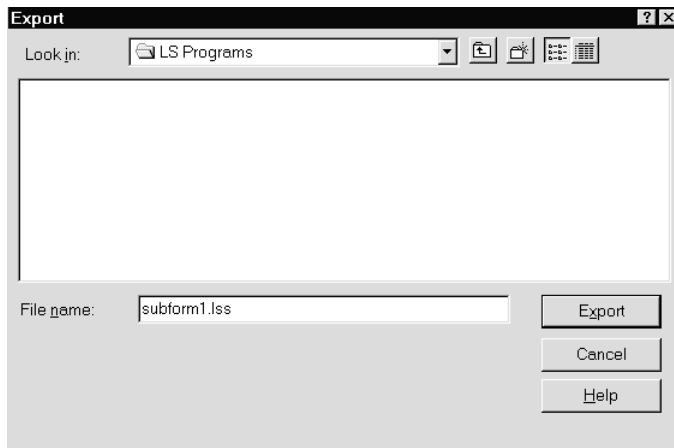 Export
Look in:
LS Programs
File name:
subform1.lss
Export
Cancel
Help